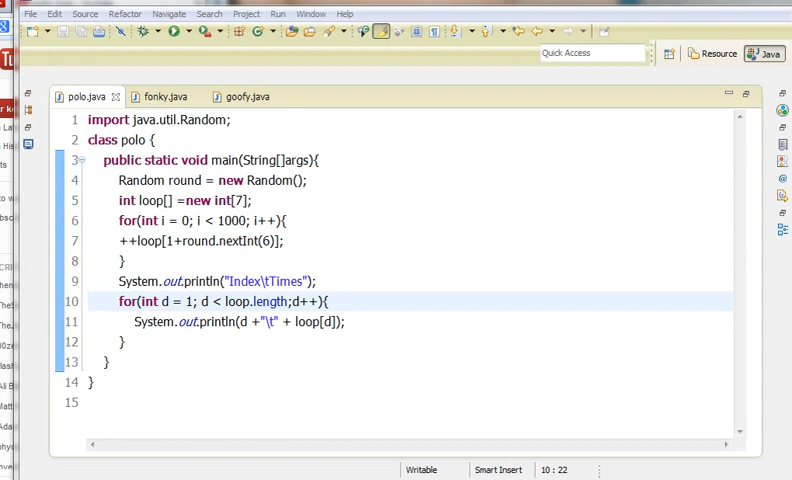 File Edit Source Refactor Navigate Search Project Run Window Help
Quick Access
Resource
Java
polo.java
fonky.java
goofy.java
1 import java.util.Random;
2 class polo {
3 public static void main(String[]args){
4 Random round = new Random();
5 int loop[] =new int[7];
6 for(int i = 0; i < 1000; i++){
7 ++loop[1+round.nextInt(6)];
8 }
9 System.out.println("Index\tTimes");
10 for(int d = 1; d < loop.length;d++){
11 System.out.println(d +"\t" + loop[d]);
12 }
13 }
14 }
15
Writable
Smart Insert
10 : 22